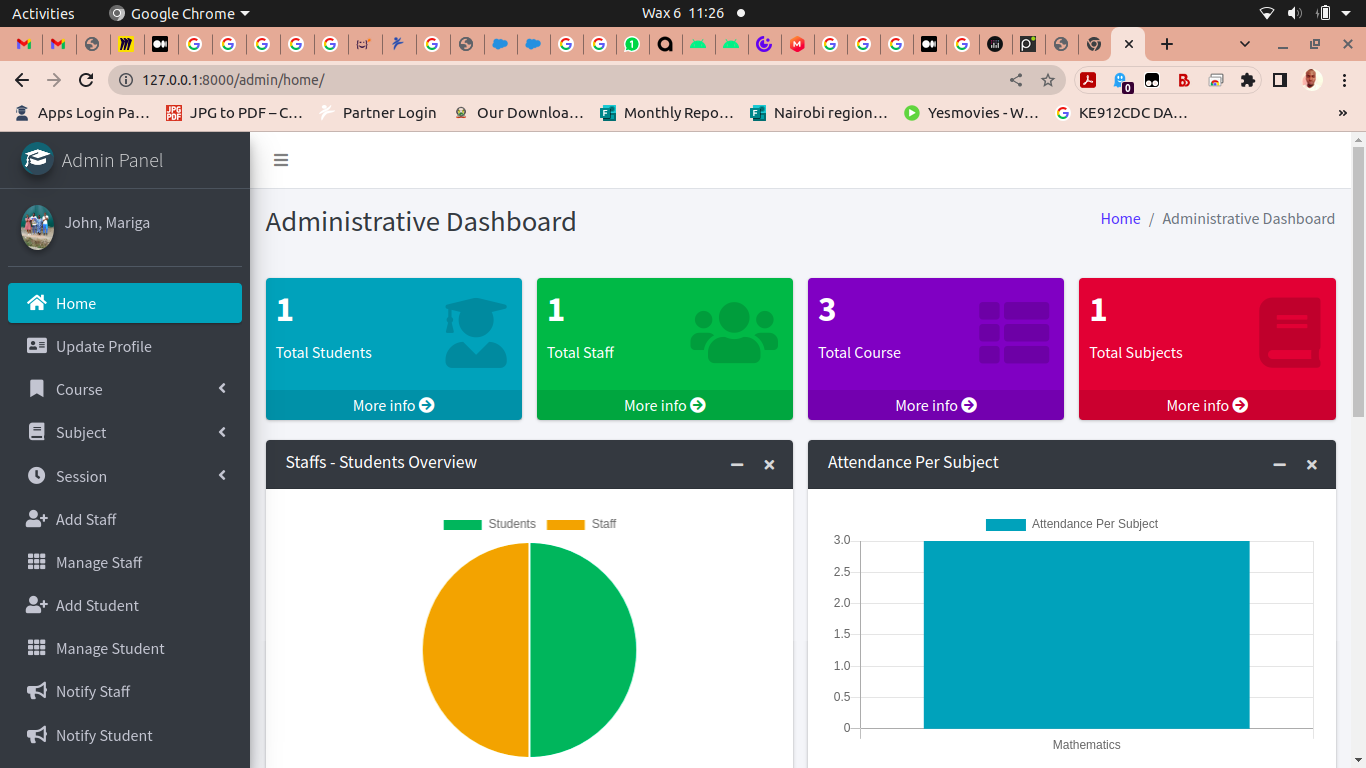 Activities
Google Chrome
Wax 6 11:26
127.0.0.1:8000/admin/home/
0
Apps Login Pa…
JPG to PDF – C…
Partner Login
Our Downloa…
Monthly Repo…
Nairobi region…
Yesmovies - W…
KE912CDC DA…
»
Admin Panel
John, Mariga
Home
Update Profile
Course
Subject
Session
Add Staff
Manage Staff
Add Student
Manage Student
Notify Staff
Notify Student
Administrative Dashboard
Home / Administrative Dashboard
1
Total Students
More info
1
Total Staff
More info
3
Total Course
More info
1
Total Subjects
More info
Staffs - Students Overview
Students Staff
Attendance Per Subject
Attendance Per Subject
3.0
2.5
2.0
1.5
1.0
0.5
0
Mathematics